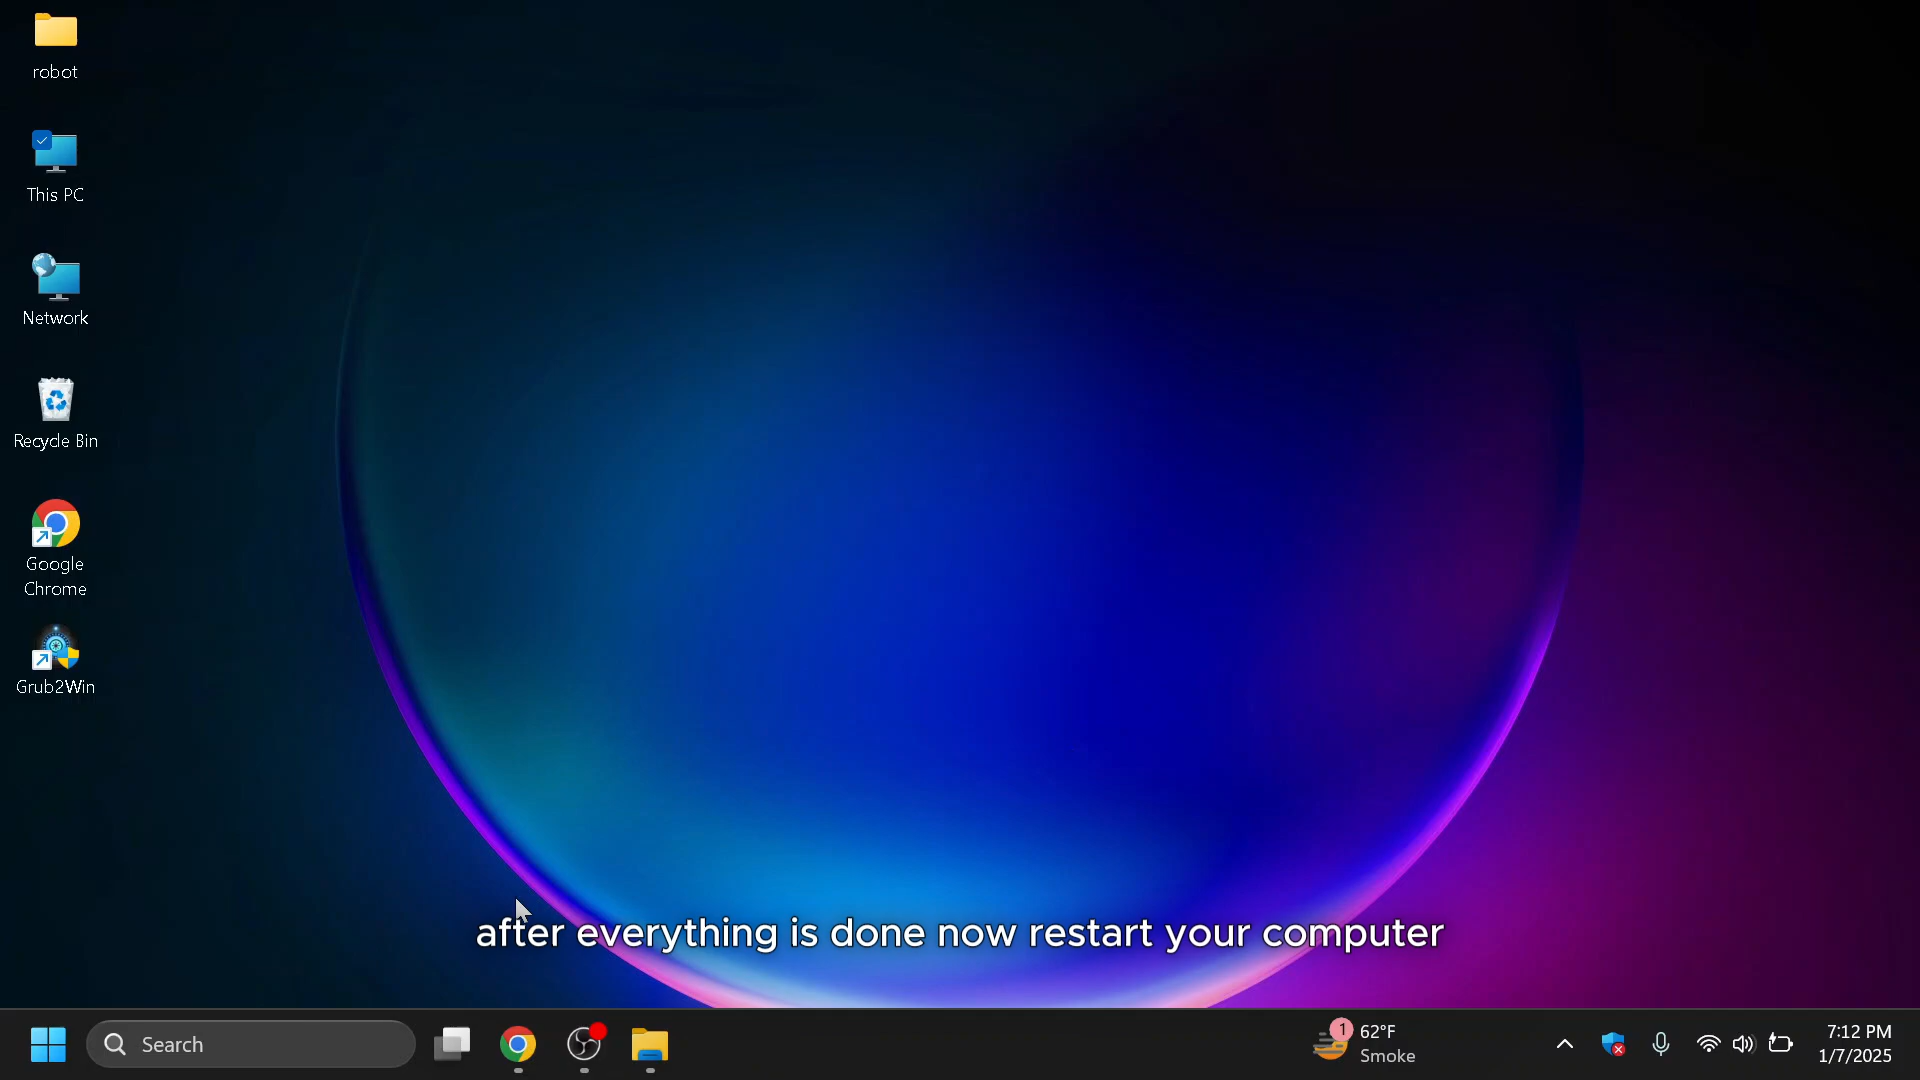 robot
This PC
Network
Recycle Bin
Google
Chrome
Grub2Win
after everything is done now restart your computer
Search
1
62°F
Smoke
7:12 PM
1/7/2025